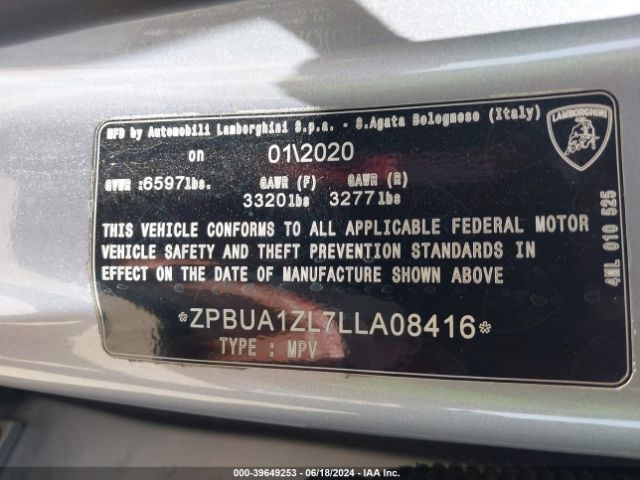 MFD by Automobili Lamborghini S.p.a. - S.Agata Bolognese (Italy)
LAMBORGHINI
on 01\2020
GVWR :6597lbs. GAWR (F) GAWR (R)
3320lbs 3277lbs
THIS VEHICLE CONFORMS TO ALL APPLICABLE FEDERAL MOTOR
VEHICLE SAFETY AND THEFT PREVENTION STANDARDS IN
EFFECT ON THE DATE OF MANUFACTURE SHOWN ABOVE
*ZPBUA1ZL7LLA08416*
TYPE : MPV
4ML 010 525
000-39649253 - 06/18/2024 - IAA Inc.